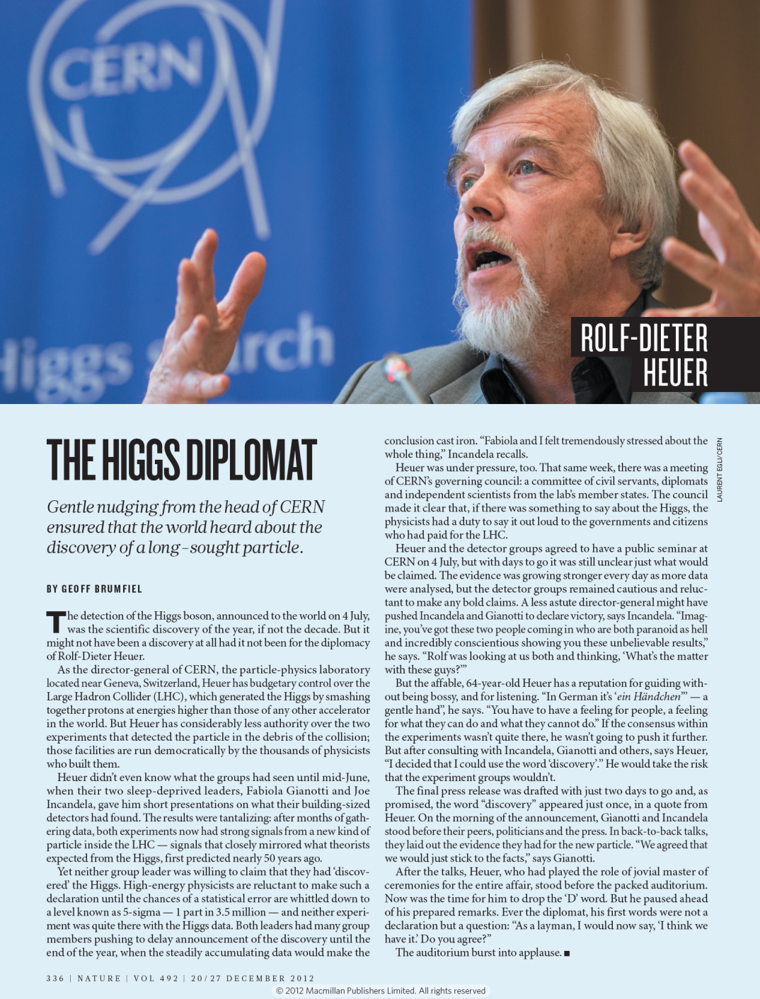 CERN
Higgs search
ROLF-DIETER
HEUER
THE HIGGS DIPLOMAT
Gentle nudging from the head of CERN
ensured that the world heard about the
discovery of a long-sought particle.
BY GEOFF BRUMFIEL
The detection of the Higgs boson, announced to the world on 4 July,
was the scientific discovery of the year, if not the decade. But it
might not have been a discovery at all had it not been for the diplomacy
of Rolf-Dieter Heuer.
As the director-general of CERN, the particle-physics laboratory
located near Geneva, Switzerland, Heuer has budgetary control over the
Large Hadron Collider (LHC), which generated the Higgs by smashing
together protons at energies higher than those of any other accelerator
in the world. But Heuer has considerably less authority over the two
experiments that detected the particle in the debris of the collision;
those facilities are run democratically by the thousands of physicists
who built them.
Heuer didn’t even know what the groups had seen until mid-June,
when their two sleep-deprived leaders, Fabiola Gianotti and Joe
Incandela, gave him short presentations on what their building-sized
detectors had found. The results were tantalizing: after months of gath-
ering data, both experiments now had strong signals from a new kind of
particle inside the LHC — signals that closely mirrored what theorists
expected from the Higgs, first predicted nearly 50 years ago.
Yet neither group leader was willing to claim that they had ‘discov-
ered’ the Higgs. High-energy physicists are reluctant to make such a
declaration until the chances of a statistical error are whittled down to
a level known as 5-sigma — 1 part in 3.5 million — and neither experi-
ment was quite there with the Higgs data. Both leaders had many group
members pushing to delay announcement of the discovery until the
end of the year, when the steadily accumulating data would make the
conclusion cast iron. “Fabiola and I felt tremendously stressed about the
whole thing,” Incandela recalls.
Heuer was under pressure, too. That same week, there was a meeting
of CERN’s governing council: a committee of civil servants, diplomats
and independent scientists from the lab’s member states. The council
made it clear that, if there was something to say about the Higgs, the
physicists had a duty to say it out loud to the governments and citizens
who had paid for the LHC.
Heuer and the detector groups agreed to have a public seminar at
CERN on 4 July, but with days to go it was still unclear just what would
be claimed. The evidence was growing stronger every day as more data
were analysed, but the detector groups remained cautious and reluc-
tant to make any bold claims. A less astute director-general might have
pushed Incandela and Gianotti to declare victory, says Incandela. “Imag-
ine, you’ve got these two people coming in who are both paranoid as hell
and incredibly conscientious showing you these unbelievable results,”
he says. “Rolf was looking at us both and thinking, ‘What’s the matter
with these guys?’”
But the affable, 64-year-old Heuer has a reputation for guiding with-
out being bossy, and for listening. “In German it’s ‘ein Händchen’” — a
gentle hand”, he says. “You have to have a feeling for people, a feeling
for what they can do and what they cannot do.” If the consensus within
the experiments wasn’t quite there, he wasn’t going to push it further.
But after consulting with Incandela, Gianotti and others, says Heuer,
“I decided that I could use the word ‘discovery’.” He would take the risk
that the experiment groups wouldn’t.
The final press release was drafted with just two days to go and, as
promised, the word “discovery” appeared just once, in a quote from
Heuer. On the morning of the announcement, Gianotti and Incandela
stood before their peers, politicians and the press. In back-to-back talks,
they laid out the evidence they had for the new particle. “We agreed that
we would just stick to the facts,” says Gianotti.
After the talks, Heuer, who had played the role of jovial master of
ceremonies for the entire affair, stood before the packed auditorium.
Now was the time for him to drop the ‘D’ word. But he paused ahead
of his prepared remarks. Ever the diplomat, his first words were not a
declaration but a question: “As a layman, I would now say, ‘I think we
have it.’ Do you agree?”
The auditorium burst into applause. ■
LAURENT EGLI/CERN
336 | NATURE | VOL 492 | 20/27 DECEMBER 2012
© 2012 Macmillan Publishers Limited. All rights reserved